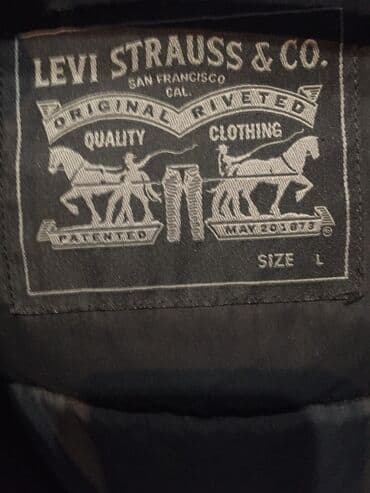 LEVI STRAUSS & CO.
SAN FRANCISCO
CAL.
ORIGINAL RIVETED
QUALITY CLOTHING
PATENTED MAY 20 1873 ®
SIZE L